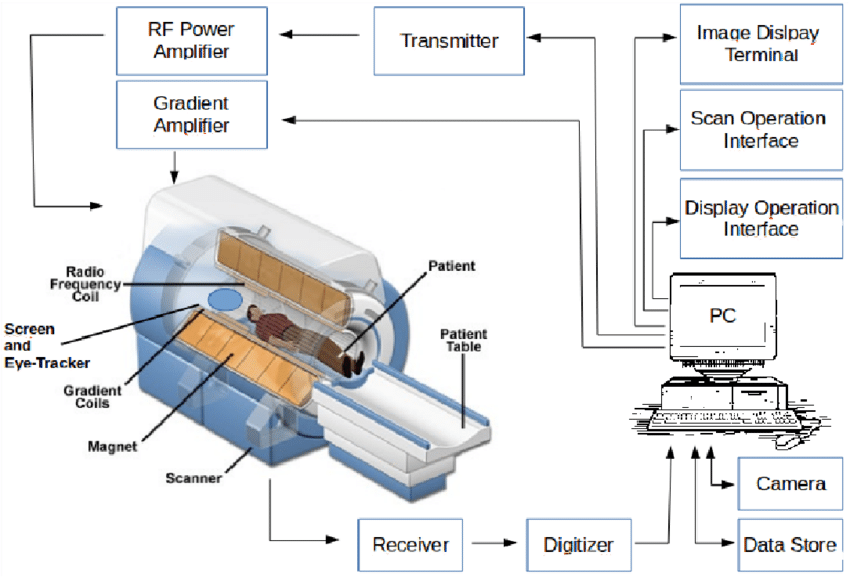 RF Power
Amplifier
Transmitter
Image Dislpay
Terminal
Gradient
Amplifier
Scan Operation
Interface
Display Operation
Interface
Radio
Frequency
Coil
Patient
PC
Screen
and
Eye-Tracker
Patient
Table
Gradient
Coils
Magnet
Scanner
Camera
Receiver
Digitizer
Data Store